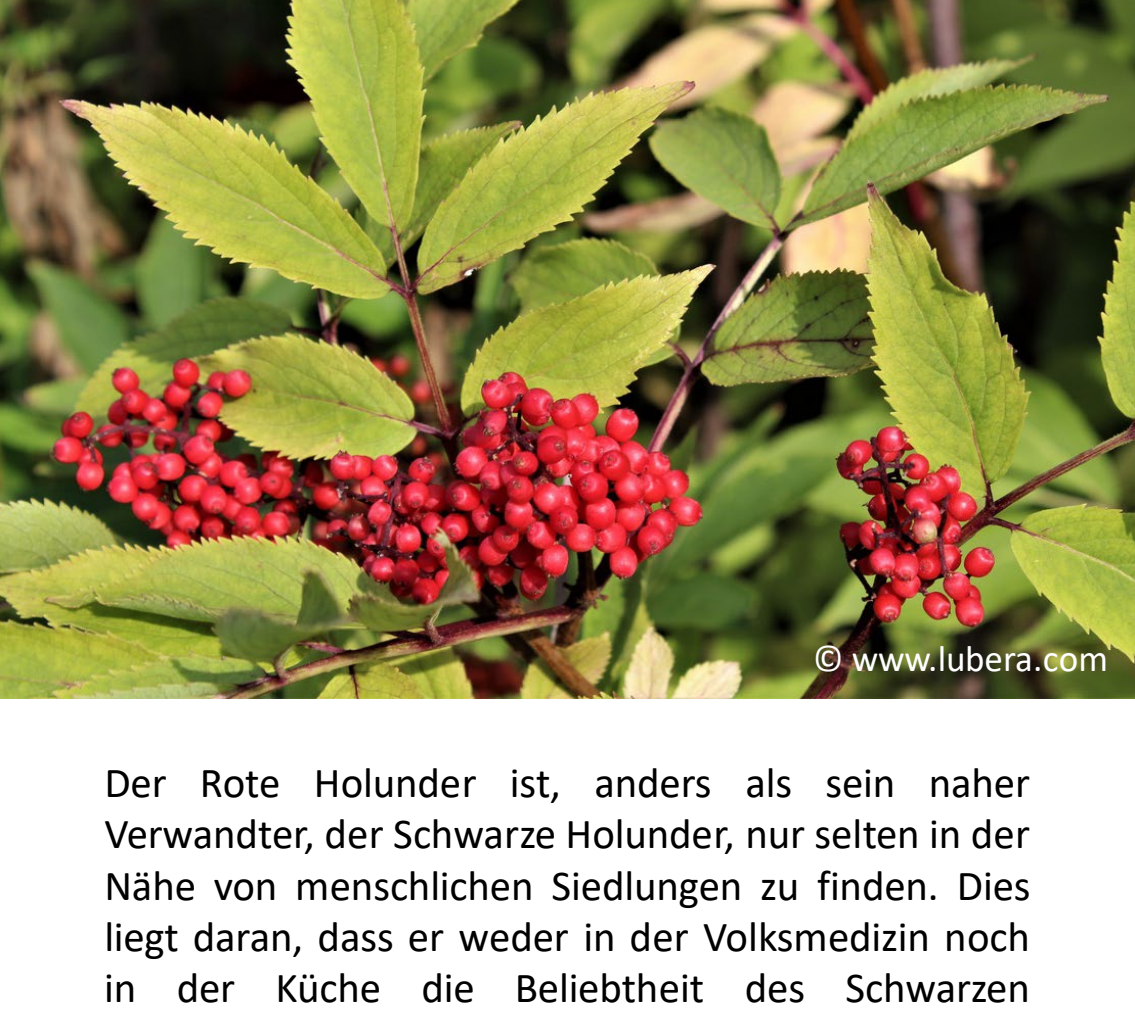 © www.lubera.com
Der Rote Holunder ist, anders als sein naher
Verwandter, der Schwarze Holunder, nur selten in der
Nähe von menschlichen Siedlungen zu finden. Dies
liegt daran, dass er weder in der Volksmedizin noch
in der Küche die Beliebtheit des Schwarzen